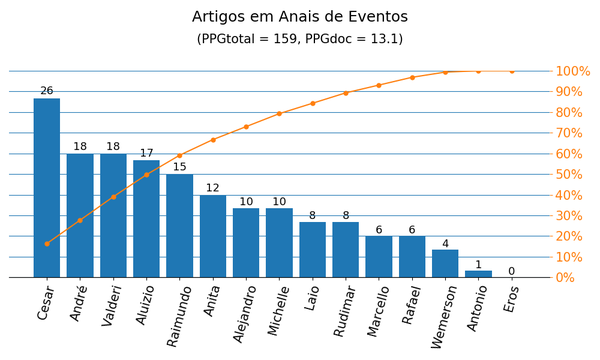 Artigos em Anais de Eventos
(PPGtotal = 159, PPGdoc = 13.1)
26
18
18
17
15
12
10
10
8
8
6
6
4
1
0
100%
90%
80%
70%
60%
50%
40%
30%
20%
10%
0%
Cesar
André
Valderi
Aluizio
Raimundo
Anita
Alejandro
Michelle
Laio
Rudimar
Marcello
Rafael
Wemerson
Antonio
Eros